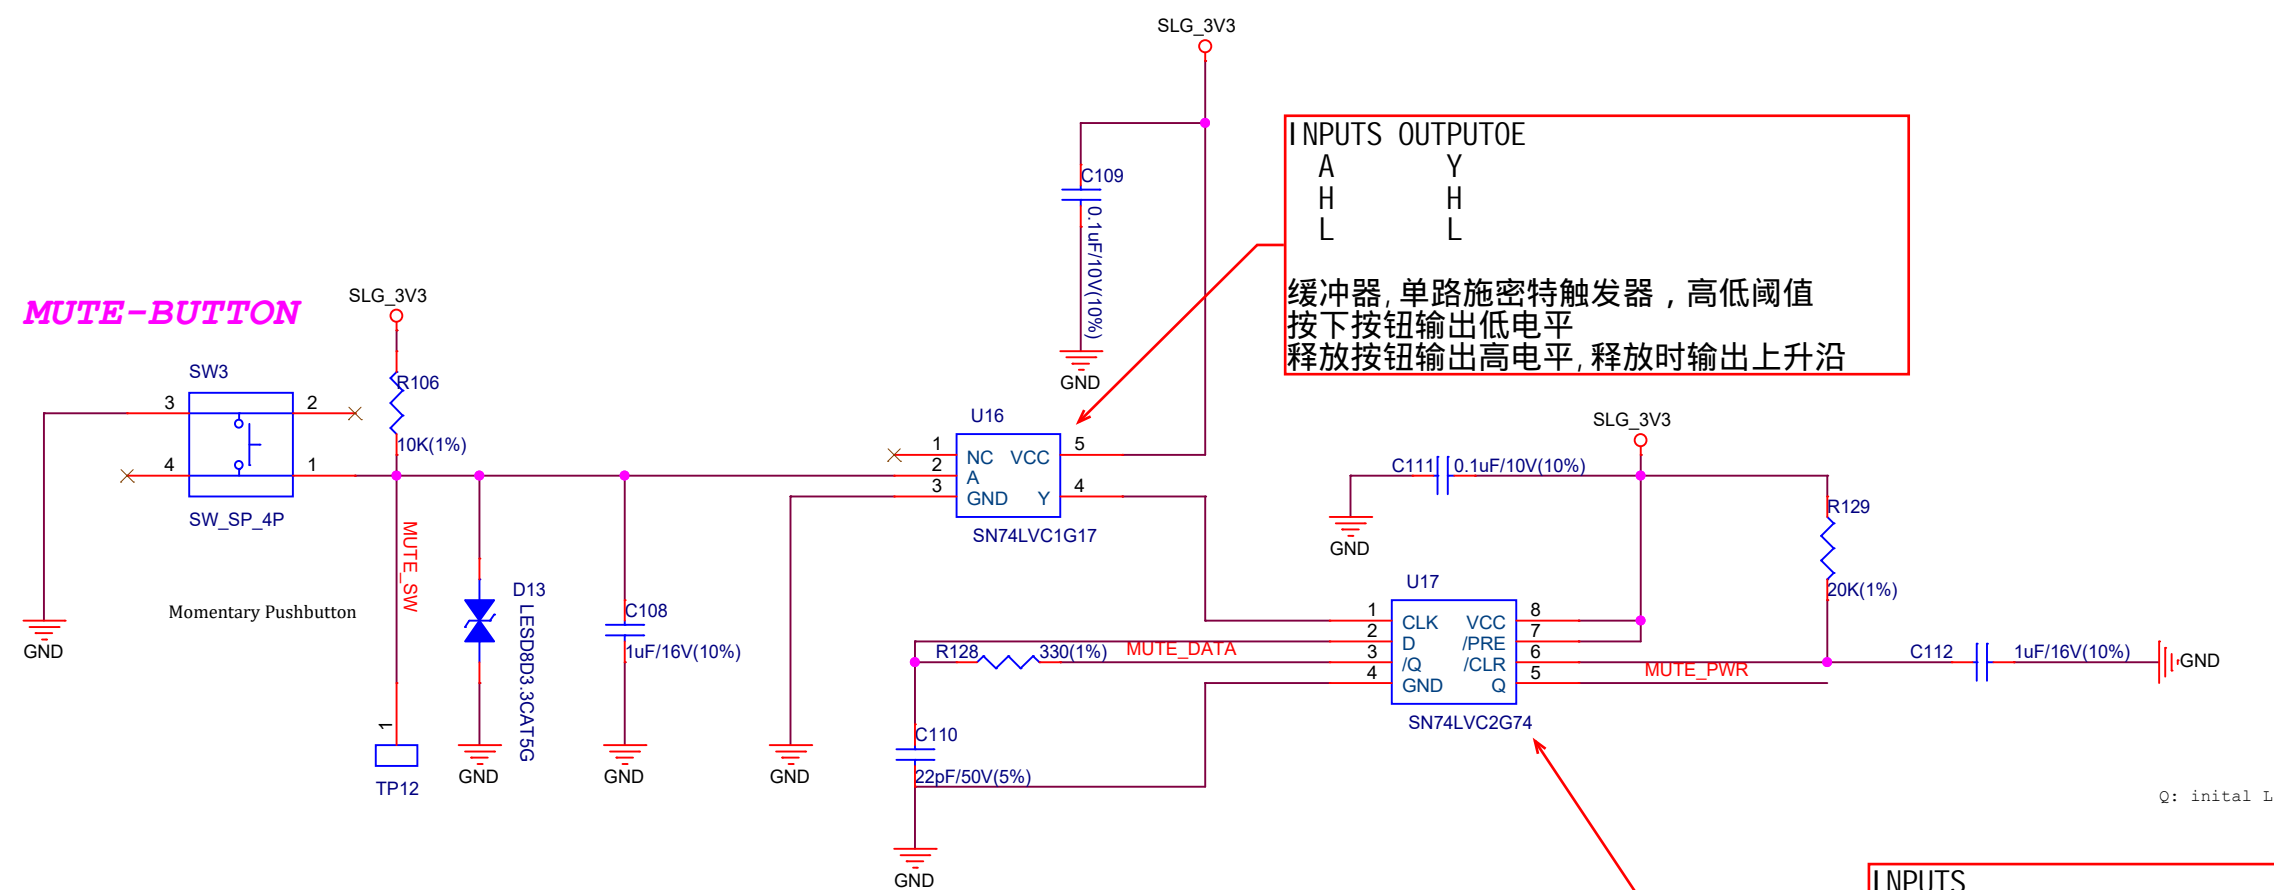 SLG_3V3
INPUTS OUTPUTOE
A Y
H H
L L
缓冲器,单路施密特触发器，高低阈值
按下按钮输出低电平
释放按钮输出高电平,释放时输出上升沿
C109
0.1uF/10V(10%)
GND
MUTE-BUTTON
SLG_3V3
SW3
3
2
4
1
SW_SP_4P
R106
10K(1%)
GND
Momentary Pushbutton
MUTE_SW
1
TP12
D13
LESD8D3.3CAT5G
GND
C108
1uF/16V(10%)
GND
GND
U16
1 NC VCC 5
2 A
3 GND Y 4
SN74LVC1G17
SLG_3V3
C111 0.1uF/10V(10%)
GND
R129
20K(1%)
U17
1 CLK VCC 8
2 D /PRE 7
3 /Q /CLR 6
4 GND Q 5
SN74LVC2G74
R128 330(1%) MUTE_DATA
MUTE_PWR
C112 1uF/16V(10%) GND
C110
22pF/50V(5%)
GND
Q: inital L
INPUTS